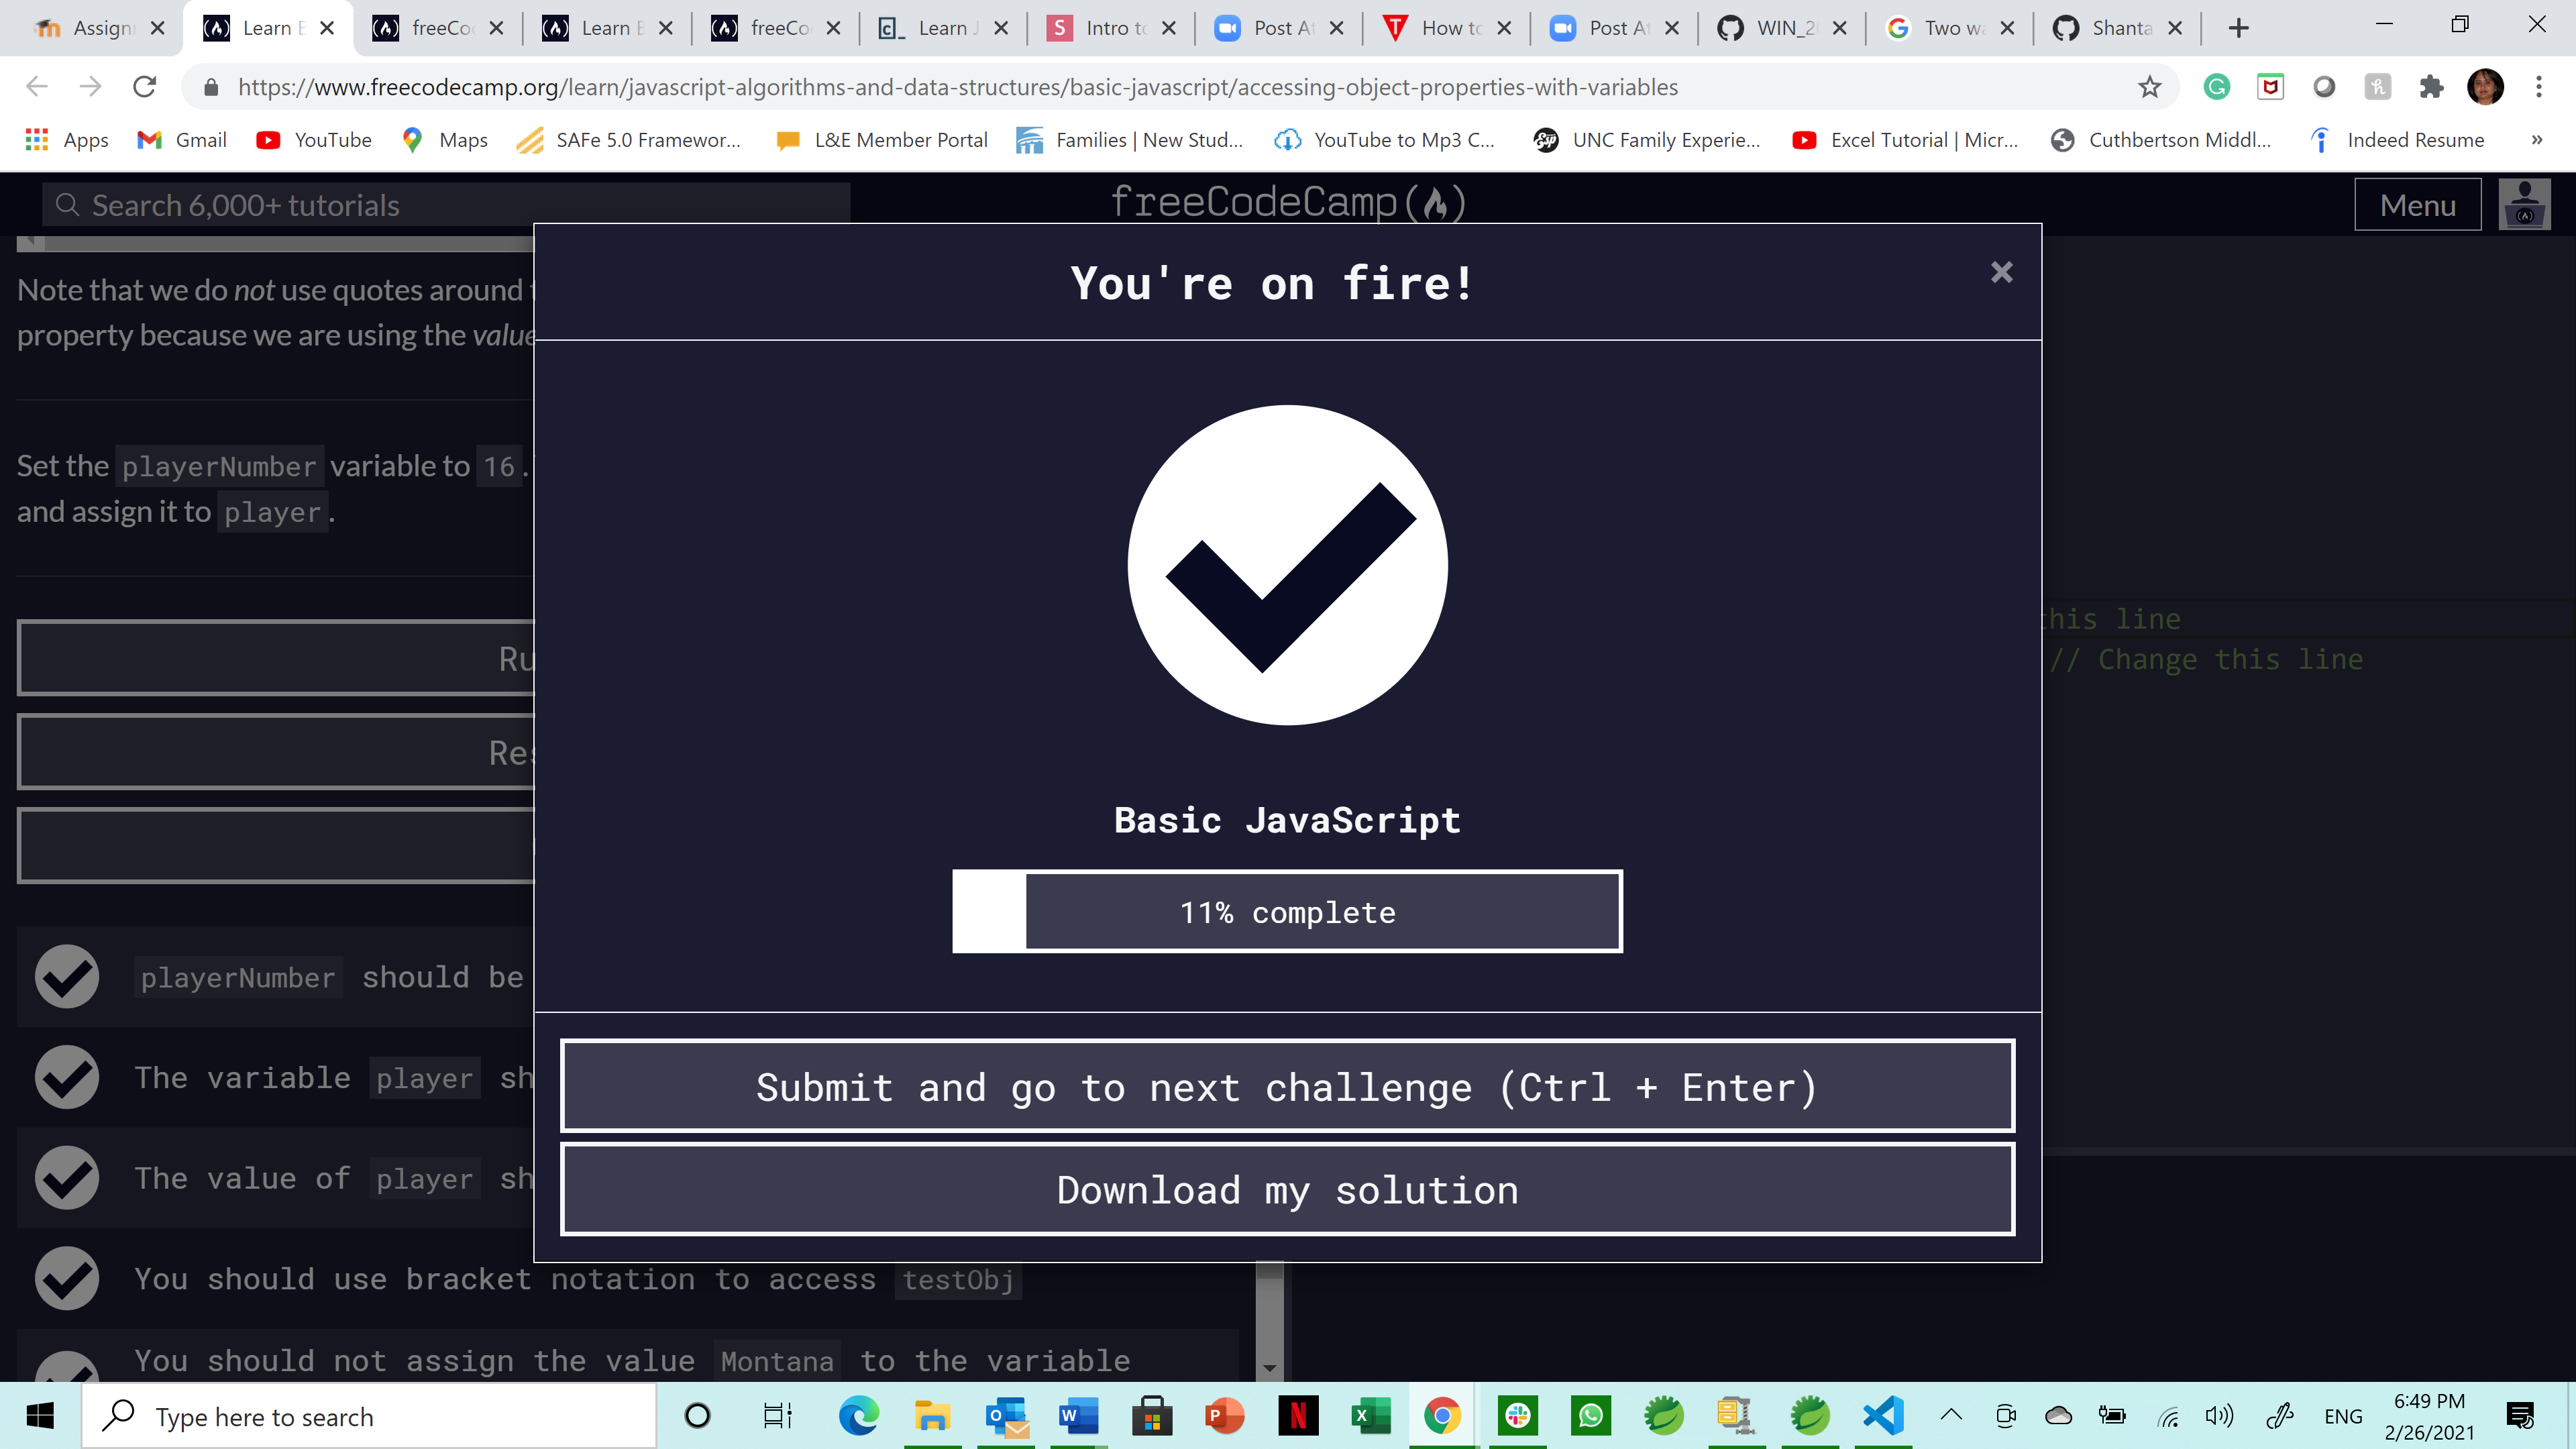 Assign
Learn B
freeCo
Learn B
freeCo
Learn J
Intro to
Post At
How to
Post At
WIN_2
Two wa
Shanta
https://www.freecodecamp.org/learn/javascript-algorithms-and-data-structures/basic-javascript/accessing-object-properties-with-variables
Apps
Gmail
YouTube
Maps
SAFe 5.0 Framewor...
L&E Member Portal
Families | New Stud...
YouTube to Mp3 C...
UNC Family Experie...
Excel Tutorial | Micr...
Cuthbertson Middl...
Indeed Resume
»
Search 6,000+ tutorials
freeCodeCamp
Menu
Note that we do not use quotes around
property because we are using the value
Set the playerNumber variable to 16.
and assign it to player.
Ru
Res
You're on fire!
×
Basic JavaScript
11% complete
Submit and go to next challenge (Ctrl + Enter)
Download my solution
this line
// Change this line
playerNumber should be
The variable player sh
The value of player sh
You should use bracket notation to access testObj
You should not assign the value Montana to the variable
Type here to search
ENG
6:49 PM
2/26/2021